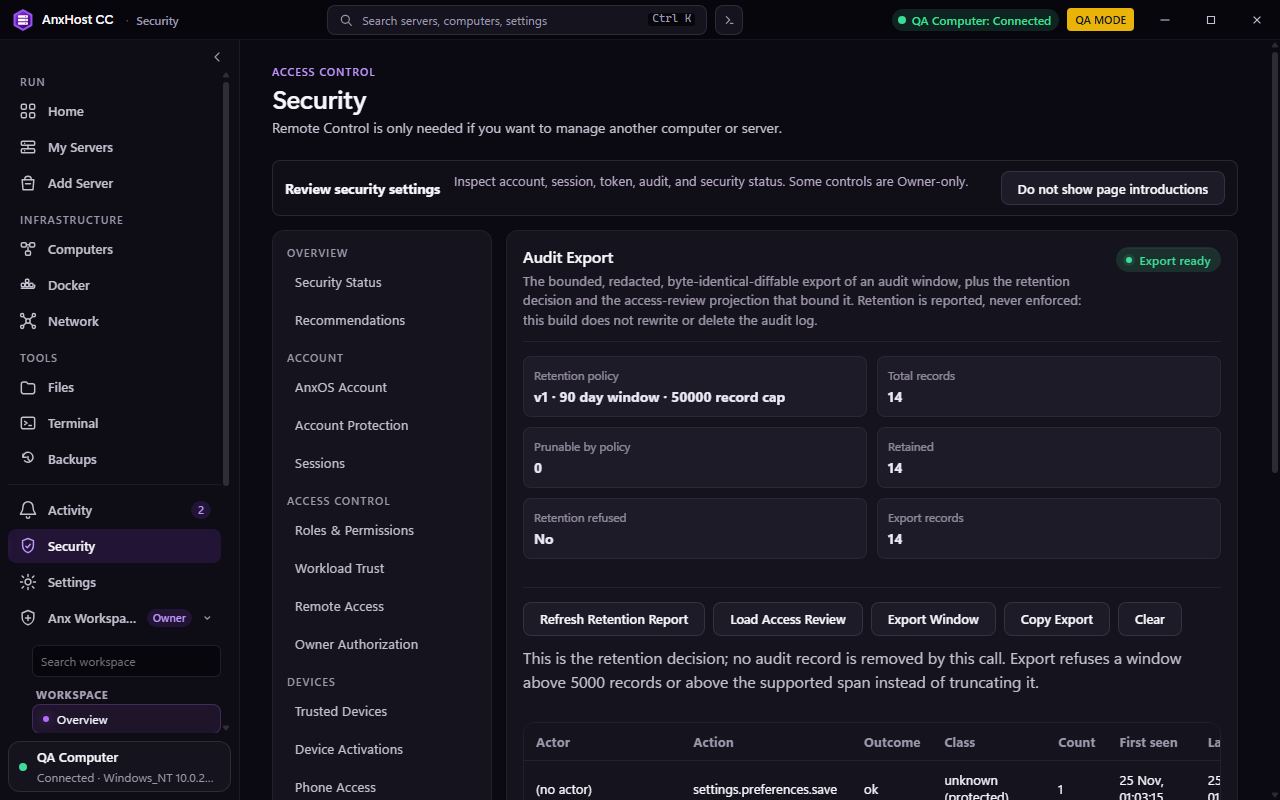 AnxHost CC · Security
Search servers, computers, settings
Ctrl K
QA Computer: Connected
QA MODE
RUN
Home
My Servers
Add Server
INFRASTRUCTURE
Computers
Docker
Network
TOOLS
Files
Terminal
Backups
Activity 2
Security
Settings
Anx Workspa... Owner
Search workspace
WORKSPACE
Overview
QA Computer
Connected · Windows_NT 10.0.2...
ACCESS CONTROL
Security
Remote Control is only needed if you want to manage another computer or server.
Review security settings
Inspect account, session, token, audit, and security status. Some controls are Owner-only.
Do not show page introductions
OVERVIEW
Security Status
Recommendations
ACCOUNT
AnxOS Account
Account Protection
Sessions
ACCESS CONTROL
Roles & Permissions
Workload Trust
Remote Access
Owner Authorization
DEVICES
Trusted Devices
Device Activations
Phone Access
Audit Export
Export ready
The bounded, redacted, byte-identical-diffable export of an audit window, plus the retention
decision and the access-review projection that bound it. Retention is reported, never enforced:
this build does not rewrite or delete the audit log.
Retention policy
v1 · 90 day window · 50000 record cap
Total records
14
Prunable by policy
0
Retained
14
Retention refused
No
Export records
14
Refresh Retention Report
Load Access Review
Export Window
Copy Export
Clear
This is the retention decision; no audit record is removed by this call. Export refuses a window
above 5000 records or above the supported span instead of truncating it.
Actor Action Outcome Class Count First seen La
(no actor) settings.preferences.save ok unknown (protected) 1 25 Nov, 01:03:15 25 01